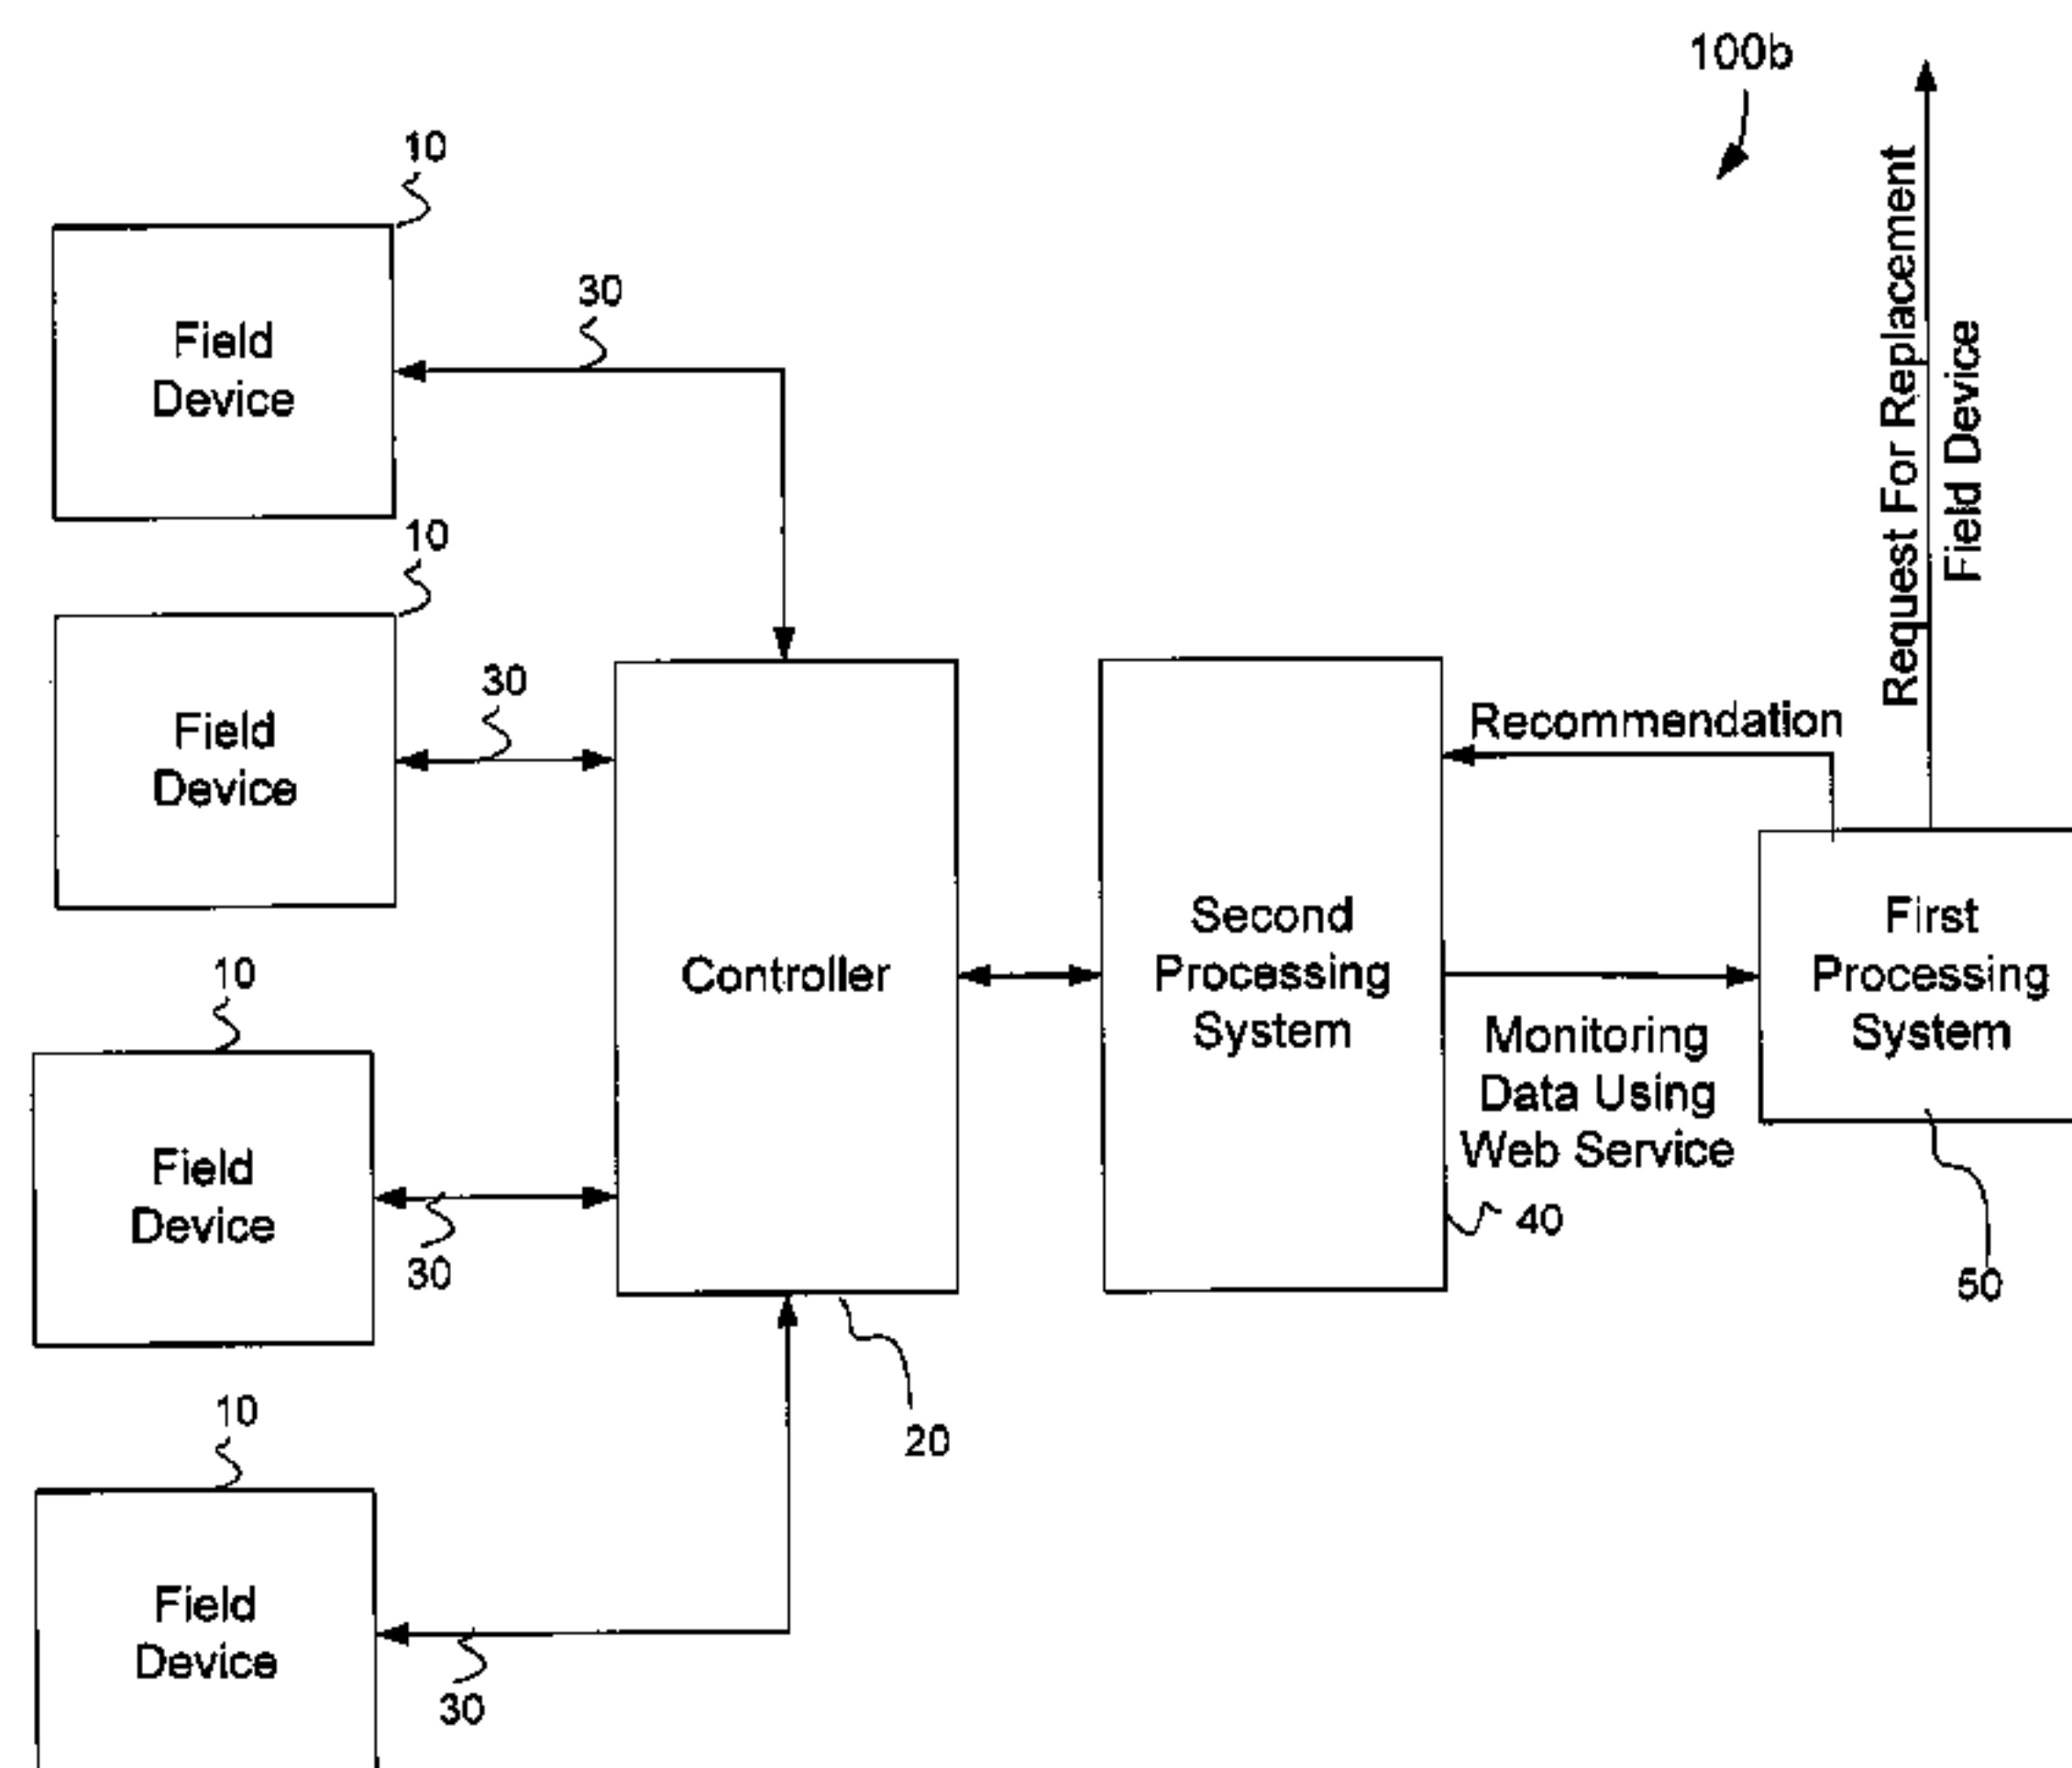 100b
10
Field
Device
30
10
Field
Device
30
Request For Replacement
Field Device
Recommendation
Controller
Second
Processing
System
First
Processing
System
Monitoring
Data Using
Web Service
10
Field
Device
30
40
50
20
10
Field
Device
30